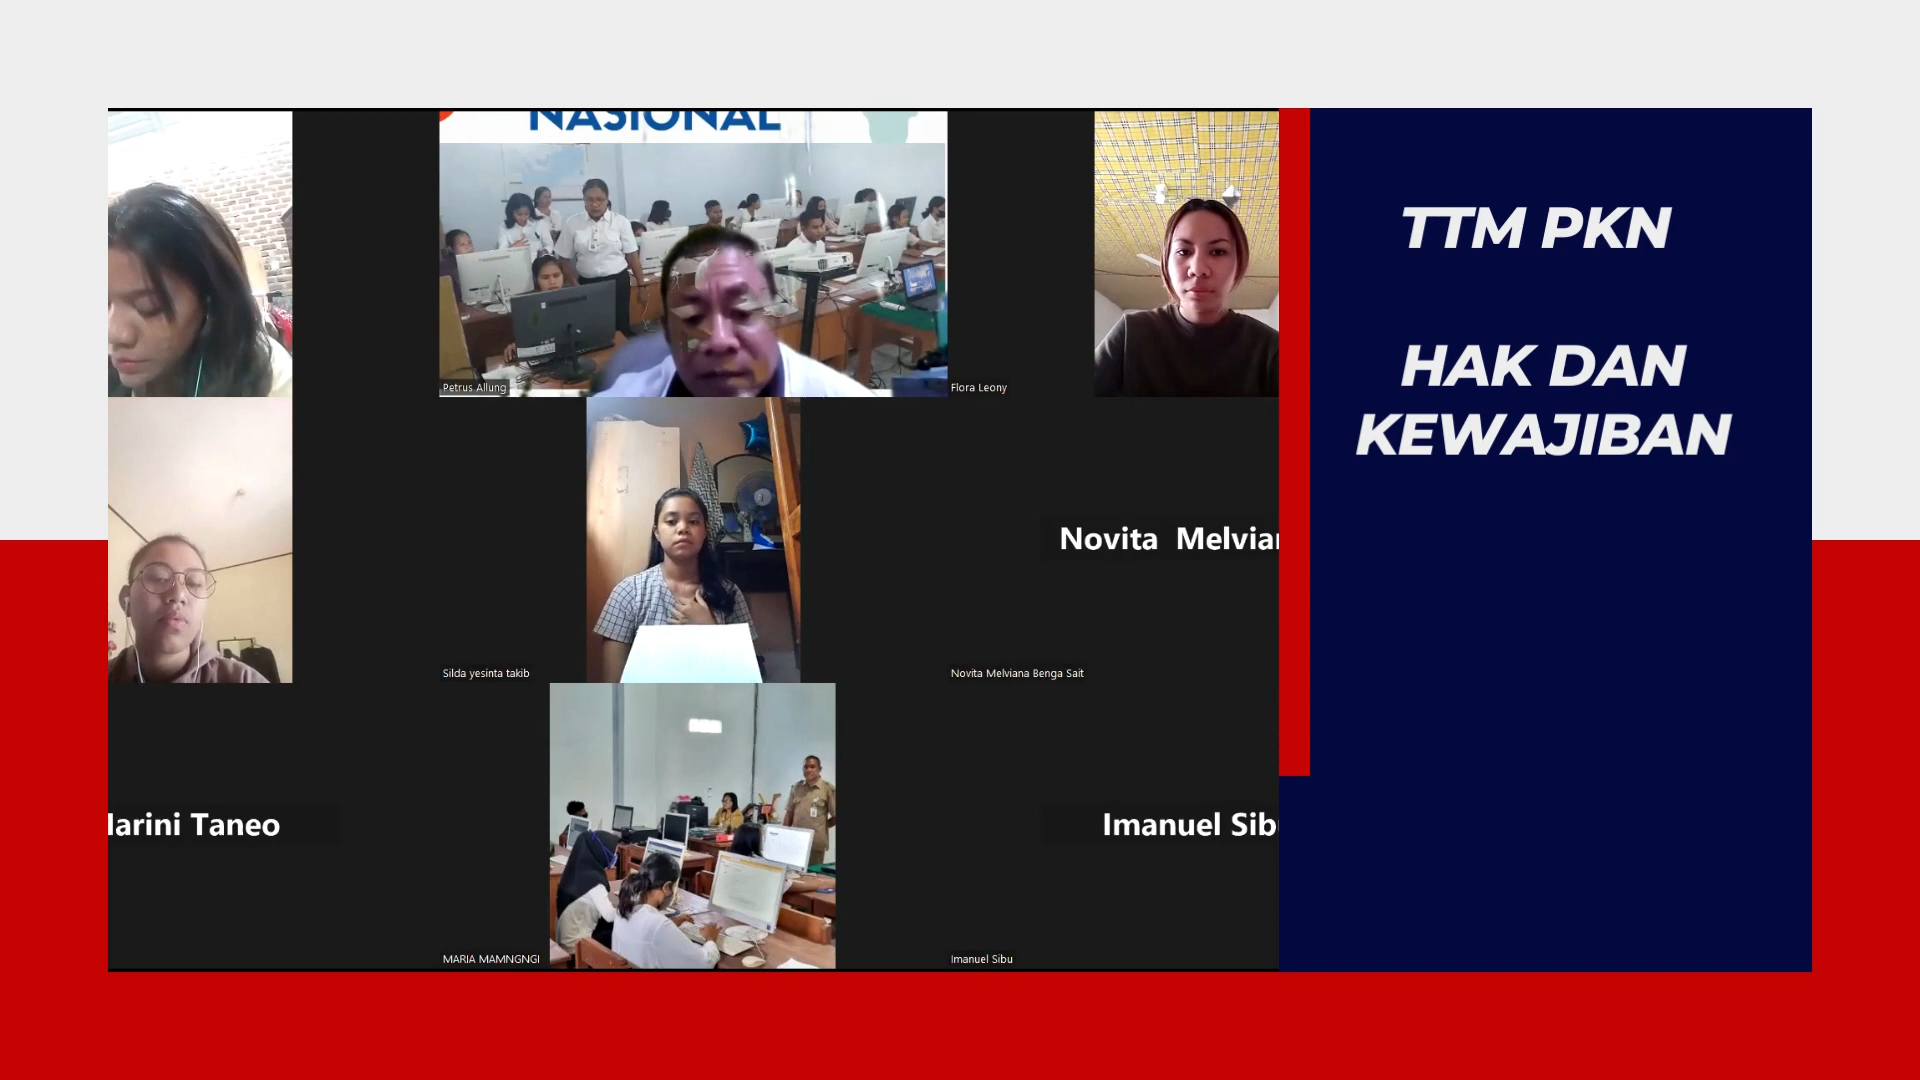 NASIONAL
Petrus Allung
Flora Leony
TTM PKN
HAK DAN
KEWAJIBAN
Novita Melvia
Silda yesinta takib
Novita Melviana Benga Sait
arini Taneo
Imanuel Sib
MARIA MAMNGNGI
Imanuel Sibu